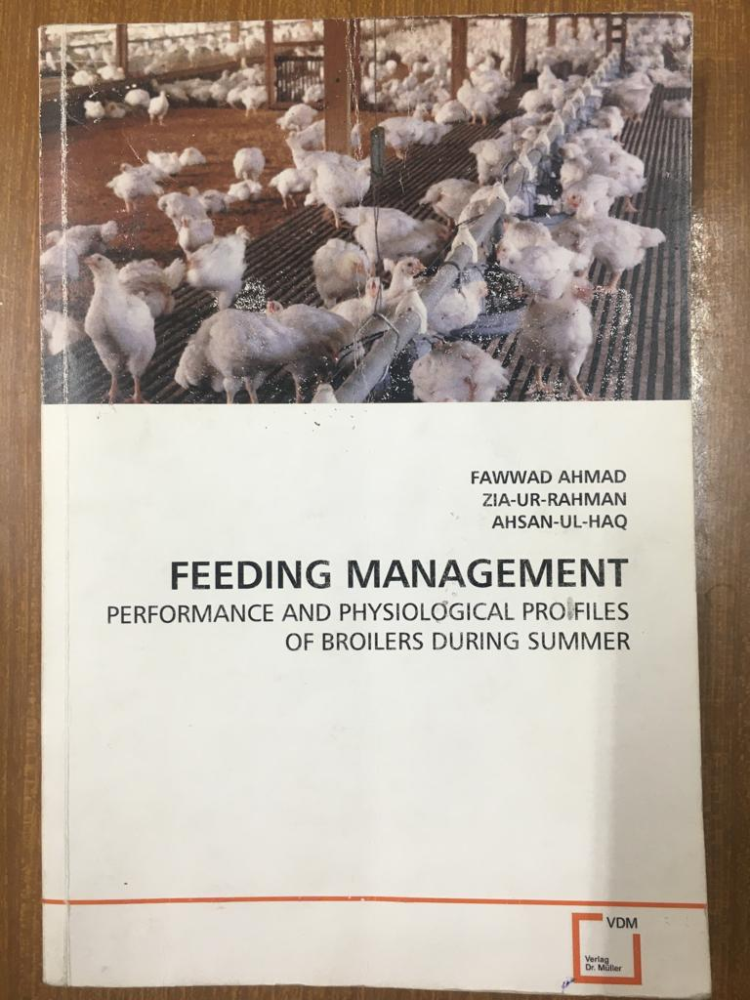 FAWWAD AHMAD
ZIA-UR-RAHMAN
AHSAN-UL-HAQ
FEEDING MANAGEMENT
PERFORMANCE AND PHYSIOLOGICAL PROFILES
OF BROILERS DURING SUMMER
VDM
Verlag
Dr. Müller